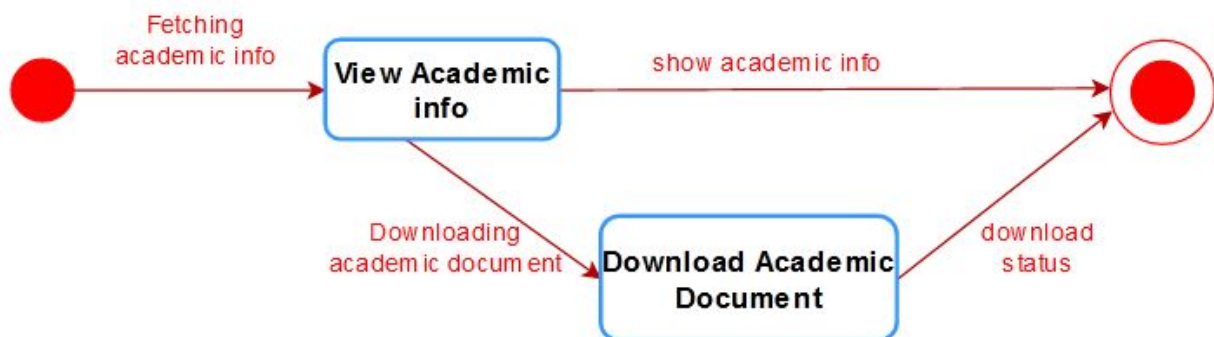 Fetching
academic info
View Academic
info
show academic info
Downloading
academic document
Download Academic
Document
download
status